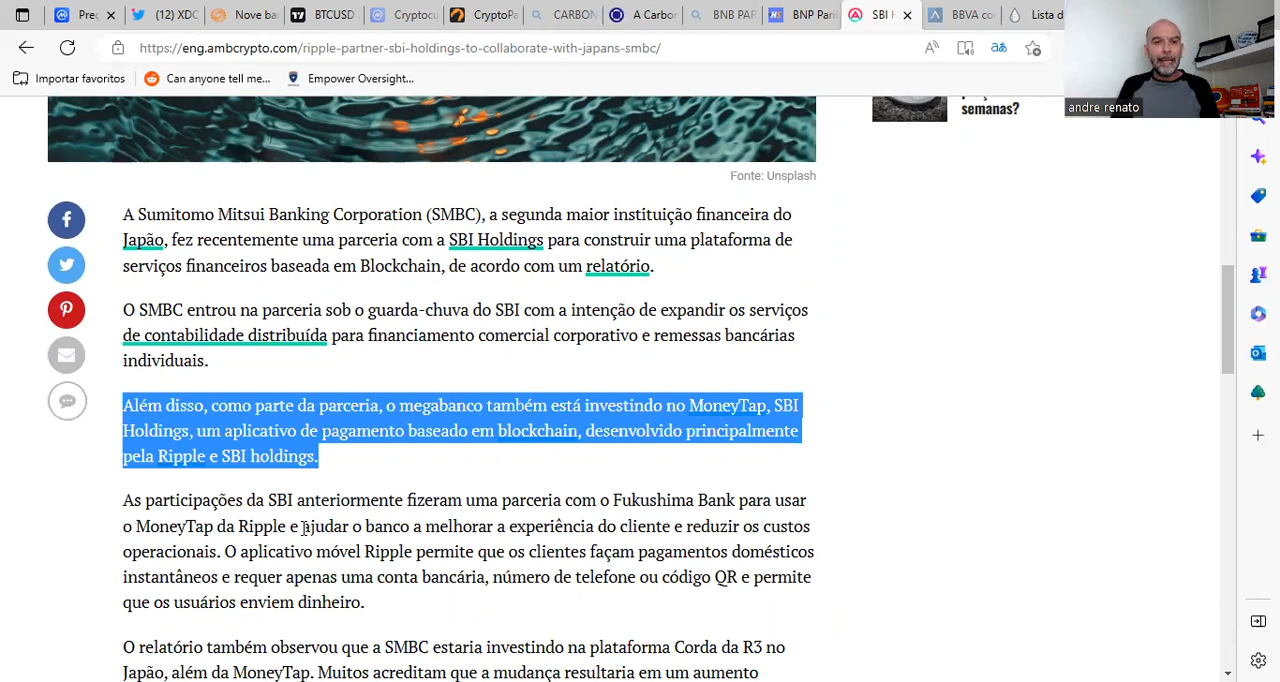 Pre
(12) XDC
Nove ba
BTCUSD
Cryptocu
CryptoPa
CARBON
A Carbon
BNB PAR
BNP Pari
SBI H
BBVA co
Lista d
https://eng.ambcrypto.com/ripple-partner-sbi-holdings-to-collaborate-with-japans-smbc/
Importar favoritos
Can anyone tell me...
Empower Oversight...
andre renato
semanas?
Fonte: Unsplash
A Sumitomo Mitsui Banking Corporation (SMBC), a segunda maior instituição financeira do
Japão, fez recentemente uma parceria com a SBI Holdings para construir uma plataforma de
serviços financeiros baseada em Blockchain, de acordo com um relatório.
O SMBC entrou na parceria sob o guarda-chuva do SBI com a intenção de expandir os serviços
de contabilidade distribuída para financiamento comercial corporativo e remessas bancárias
individuais.
Além disso, como parte da parceria, o megabanco também está investindo no MoneyTap, SBI
Holdings, um aplicativo de pagamento baseado em blockchain, desenvolvido principalmente
pela Ripple e SBI holdings.
As participações da SBI anteriormente fizeram uma parceria com o Fukushima Bank para usar
o MoneyTap da Ripple e ajudar o banco a melhorar a experiência do cliente e reduzir os custos
operacionais. O aplicativo móvel Ripple permite que os clientes façam pagamentos domésticos
instantâneos e requer apenas uma conta bancária, número de telefone ou código QR e permite
que os usuários enviem dinheiro.
O relatório também observou que a SMBC estaria investindo na plataforma Corda da R3 no
Japão, além da MoneyTap. Muitos acreditam que a mudança resultaria em um aumento